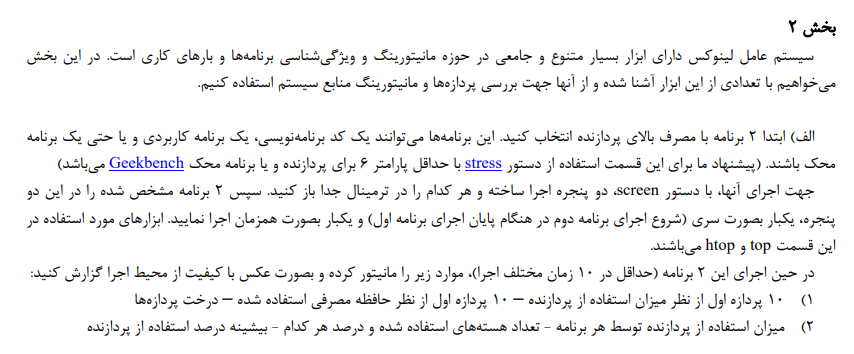 بخش ۲
سیستم عامل لینوکس دارای ابزار بسیار متنوع و جامعی در حوزه مانیتورینگ و ویژگی‌شناسی برنامه‌ها و بارهای کاری است. در این بخش
می‌خواهیم با تعدادی از این ابزار آشنا شده و از آنها جهت بررسی پردازه‌ها و مانیتورینگ منابع سیستم استفاده کنیم.
الف) ابتدا ۲ برنامه با مصرف بالای پردازنده انتخاب کنید. این برنامه‌ها می‌توانند یک کد برنامه‌نویسی، یک برنامه کاربردی و یا حتی یک برنامه
محک باشند. (پیشنهاد ما برای این قسمت استفاده از دستور stress با حداقل پارامتر ۶ برای پردازنده و یا برنامه محک Geekbench می‌باشد)
جهت اجرای آنها، با دستور screen، دو پنجره اجرا ساخته و هر کدام را در ترمینال جدا باز کنید. سپس ۲ برنامه مشخص شده را در این دو
پنجره، یکبار بصورت سری (شروع اجرای برنامه دوم در هنگام پایان اجرای برنامه اول) و یکبار بصورت همزمان اجرا نمایید. ابزارهای مورد استفاده در
این قسمت top و htop می‌باشند.
در حین اجرای این ۲ برنامه (حداقل در ۱۰ زمان مختلف اجرا)، موارد زیر را مانیتور کرده و بصورت عکس با کیفیت از محیط اجرا گزارش کنید:
۱) ۱۰ پردازه اول از نظر میزان استفاده از پردازنده – ۱۰ پردازه اول از نظر حافظه مصرفی استفاده شده – درخت پردازه‌ها
۲) میزان استفاده از پردازنده توسط هر برنامه - تعداد هسته‌های استفاده شده و درصد هر کدام - بیشینه درصد استفاده از پردازنده